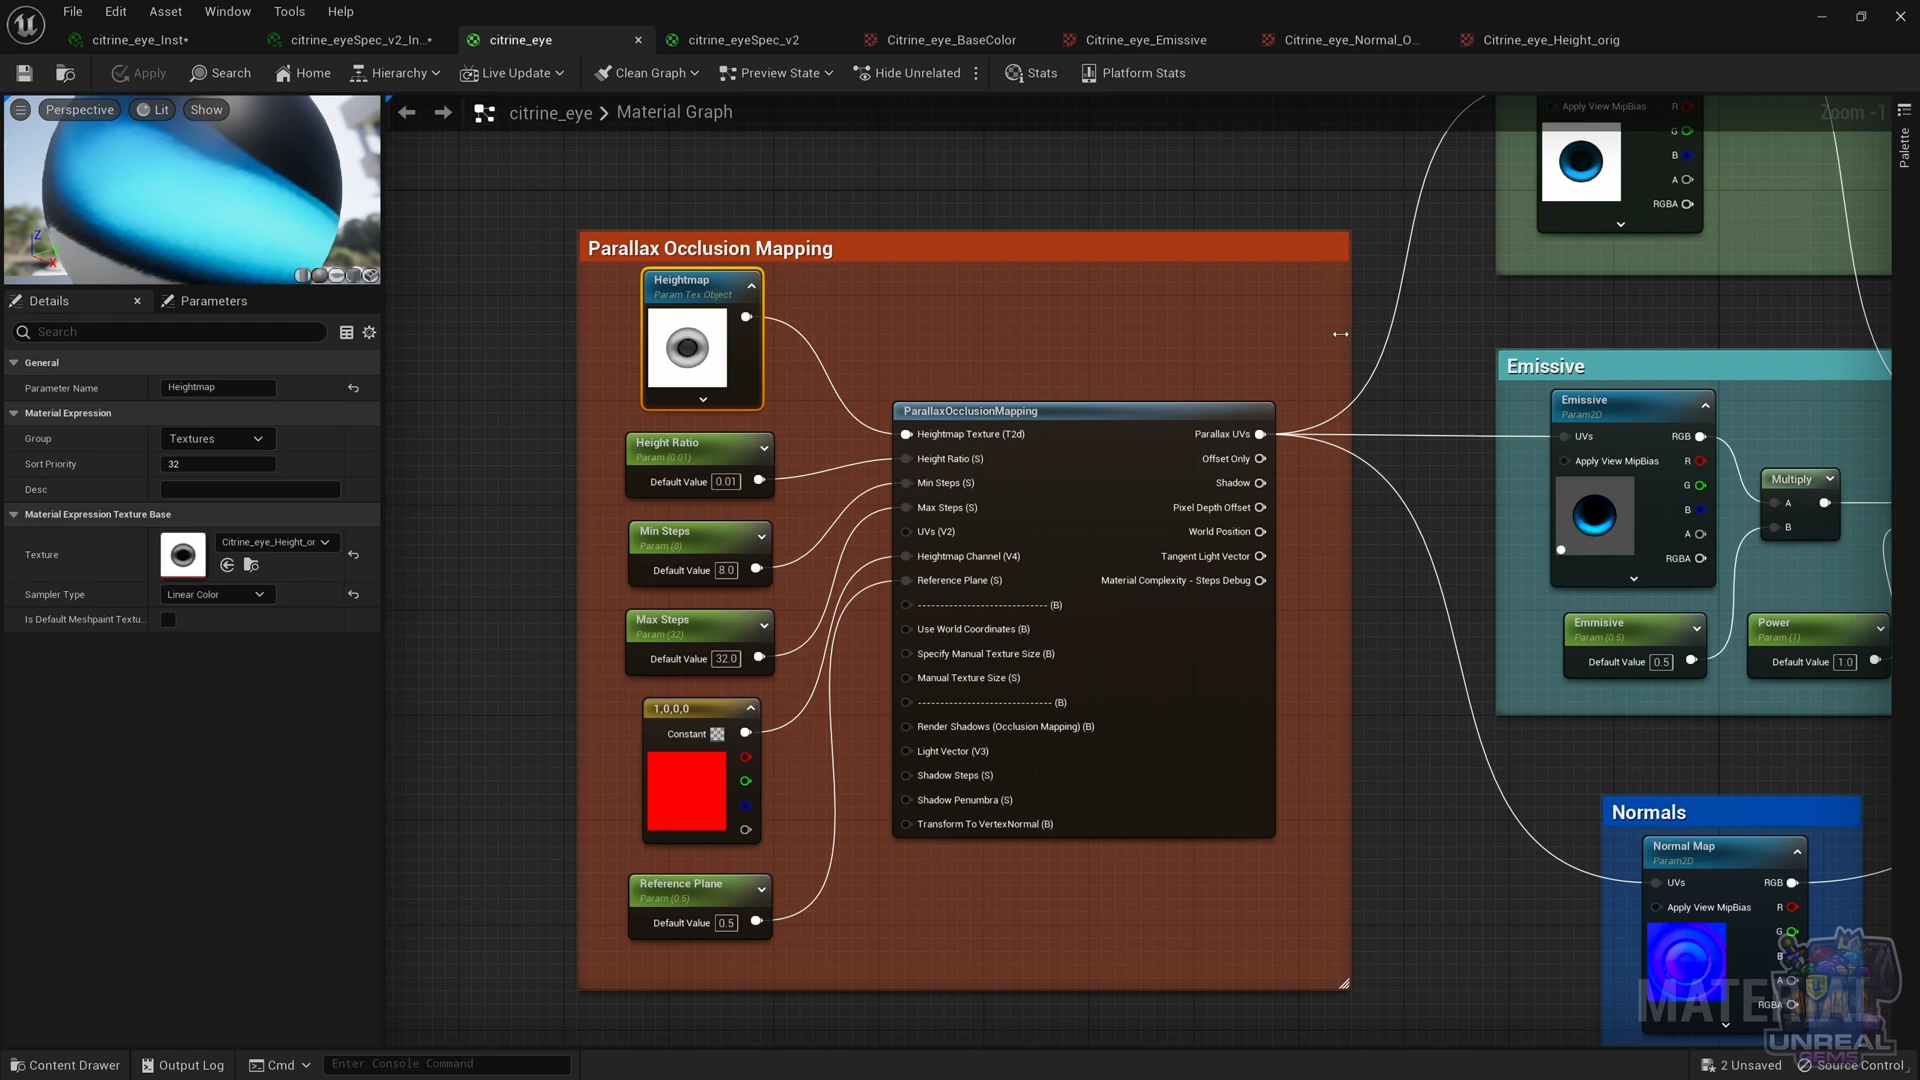 File Edit Asset Window Tools Help
citrine_eye_Inst* citrine_eyeSpec_v2_In...* citrine_eye citrine_eyeSpec_v2 Citrine_eye_BaseColor Citrine_eye_Emissive Citrine_eye_Normal_O... Citrine_eye_Height_orig
Apply Search Home Hierarchy Live Update Clean Graph Preview State Hide Unrelated Stats Platform Stats
Perspective Lit Show
citrine_eye Material Graph
Zoom -1
Palette
Z
X
Details Parameters
Search
General
Parameter Name Heightmap
Material Expression
Group Textures
Sort Priority 32
Desc
Material Expression Texture Base
Texture Citrine_eye_Height_or
Sampler Type Linear Color
Is Default Meshpaint Textu...
Parallax Occlusion Mapping
Heightmap
Param Tex Object
Height Ratio
Param (0.01)
Default Value 0.01
Min Steps
Param (8)
Default Value 8.0
Max Steps
Param (32)
Default Value 32.0
1,0,0,0
Constant
Reference Plane
Param (0.5)
Default Value 0.5
ParallaxOcclusionMapping
Heightmap Texture (T2d) Parallax UVs
Height Ratio (S) Offset Only
Min Steps (S) Shadow
Max Steps (S) Pixel Depth Offset
UVs (V2) World Position
Heightmap Channel (V4) Tangent Light Vector
Reference Plane (S) Material Complexity - Steps Debug
---------------------------- (B)
Use World Coordinates (B)
Specify Manual Texture Size (B)
Manual Texture Size (S)
----------------------------- (B)
Render Shadows (Occlusion Mapping) (B)
Light Vector (V3)
Shadow Steps (S)
Shadow Penumbra (S)
Transform To VertexNormal (B)
Apply View MipBias R
G
B
A
RGBA
Emissive
Emissive
Param2D
UVs RGB
Apply View MipBias R
G
B
A
RGBA
Multiply
A
B
Emmisive
Param (0.5)
Default Value 0.5
Power
Param (1)
Default Value 1.0
Normals
Normal Map
Param2D
UVs RGB
Apply View MipBias R
G
B
A
RGBA
MATERIAL
UNREAL
GEMS
Content Drawer Output Log Cmd Enter Console Command 2 Unsaved Source Control